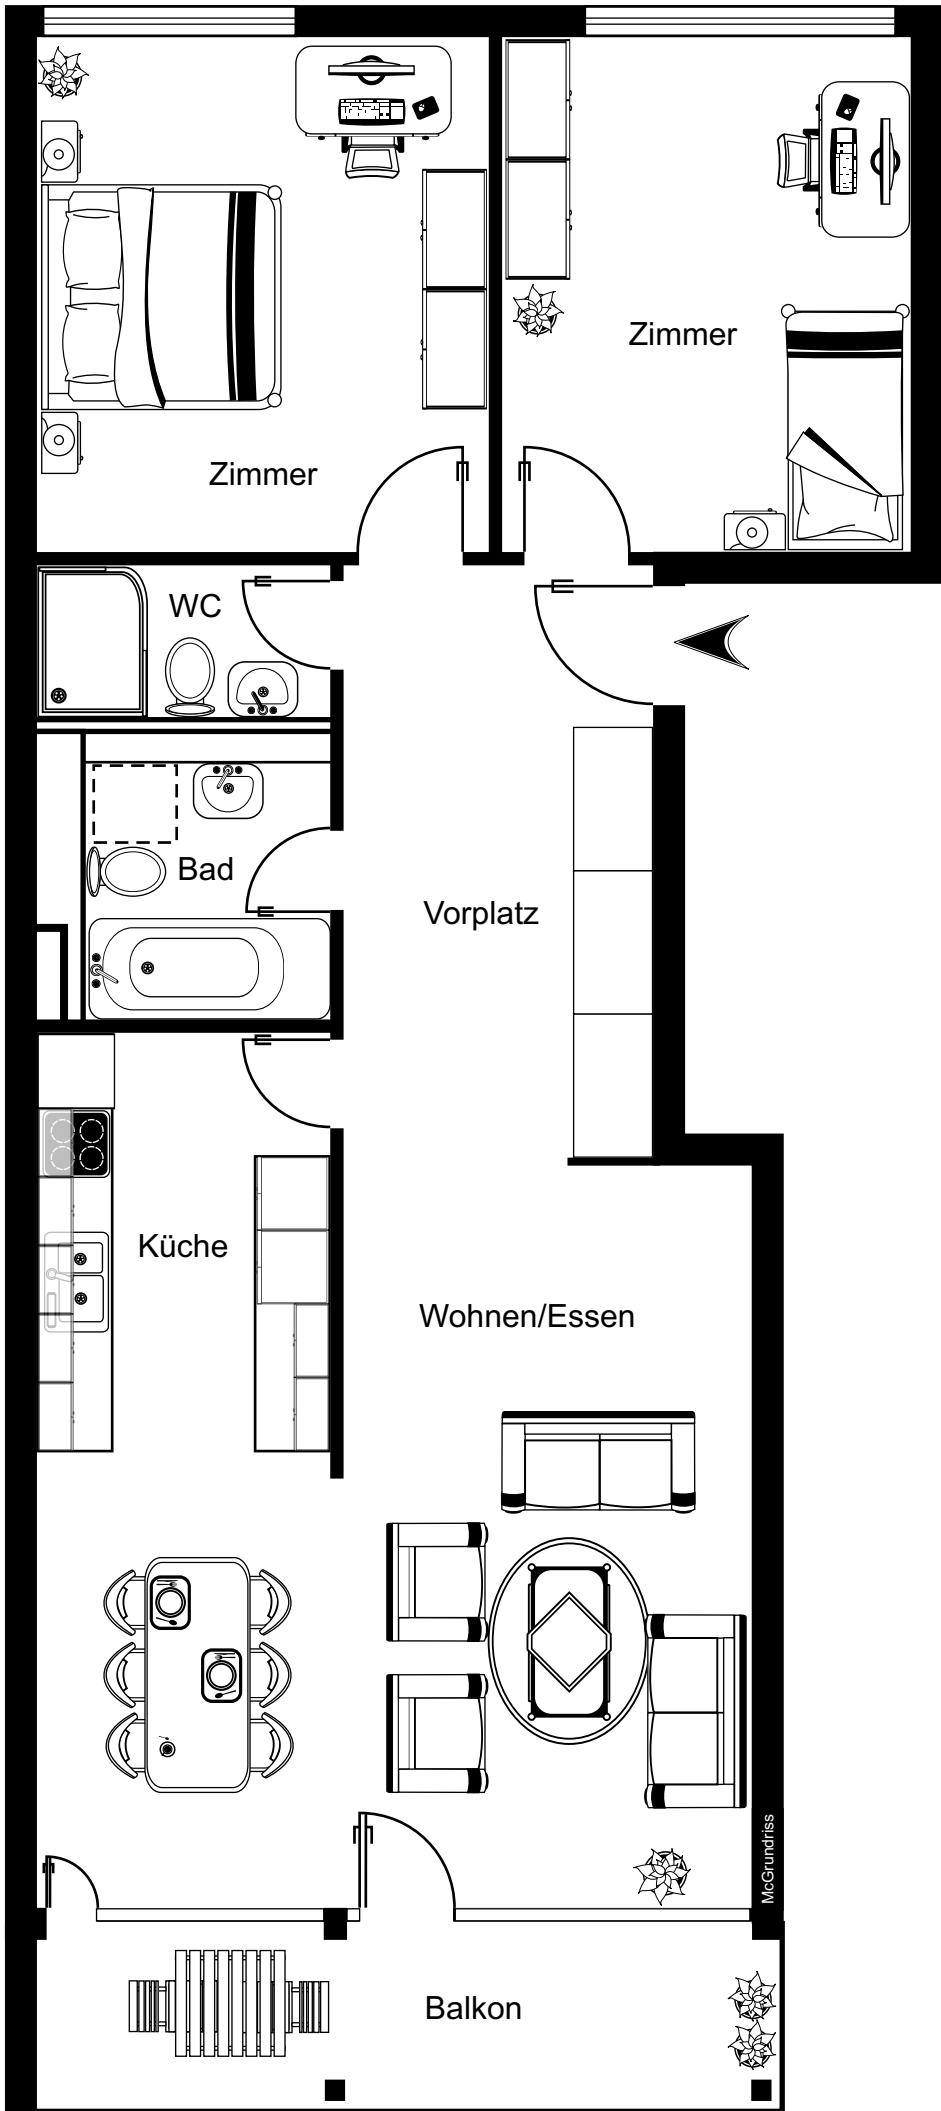 Zimmer
Zimmer
WC
Bad
Vorplatz
Küche
Wohnen/Essen
McGrundriss
Balkon